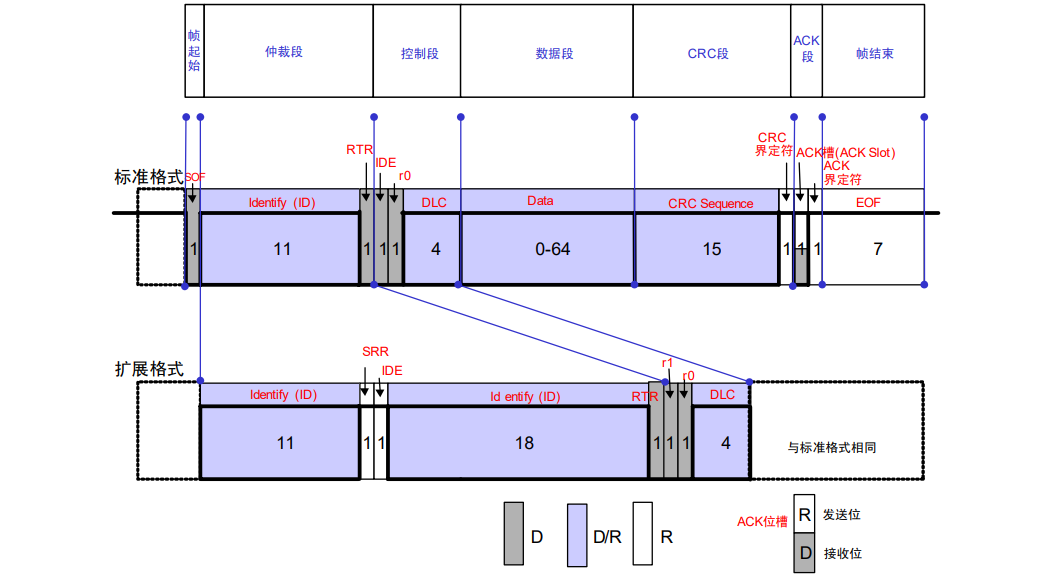 帧起始
仲裁段
控制段
数据段
CRC段
ACK段
帧结束
标准格式
SOF
RTR
IDE
r0
CRC
界定符
ACK槽(ACK Slot)
ACK
界定符
Identify (ID)
DLC
Data
CRC Sequence
EOF
1
11
1
1
1
4
0-64
15
1
1
1
7
扩展格式
SRR
IDE
r1
r0
Identify (ID)
Id entify (ID)
RTR
DLC
11
1
1
18
1
1
1
4
与标准格式相同
D
D/R
R
ACK位槽
R 发送位
D 接收位